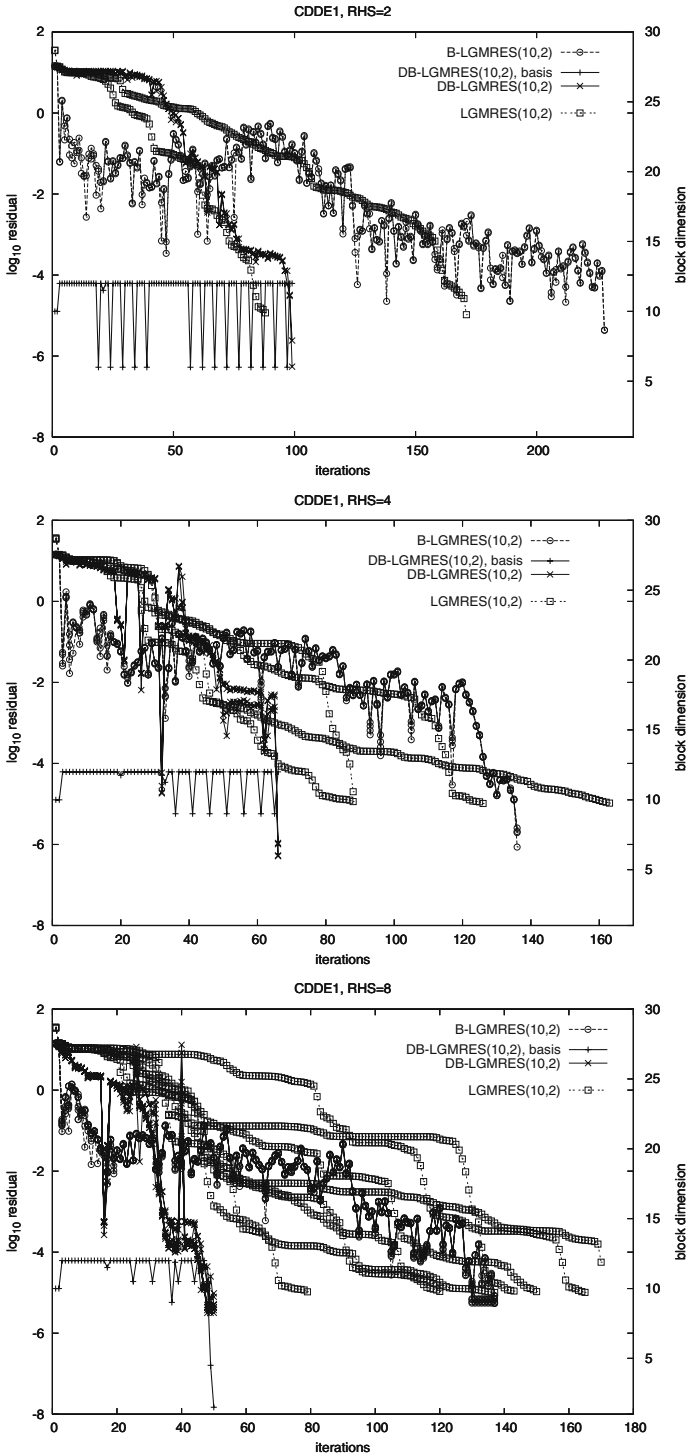 CDDE1, RHS=2
B-LGMRES(10,2)
DB-LGMRES(10,2), basis
DB-LGMRES(10,2)
LGMRES(10,2)
2
0
-2
-4
-6
-8
log10 residual
30
25
20
15
10
5
block dimension
0 50 100 150 200
iterations
CDDE1, RHS=4
B-LGMRES(10,2)
DB-LGMRES(10,2), basis
DB-LGMRES(10,2)
LGMRES(10,2)
2
0
-2
-4
-6
-8
log10 residual
30
25
20
15
10
5
block dimension
0 20 40 60 80 100 120 140 160
iterations
CDDE1, RHS=8
B-LGMRES(10,2)
DB-LGMRES(10,2), basis
DB-LGMRES(10,2)
LGMRES(10,2)
2
0
-2
-4
-6
-8
log10 residual
30
25
20
15
10
5
block dimension
0 20 40 60 80 100 120 140 160 180
iterations